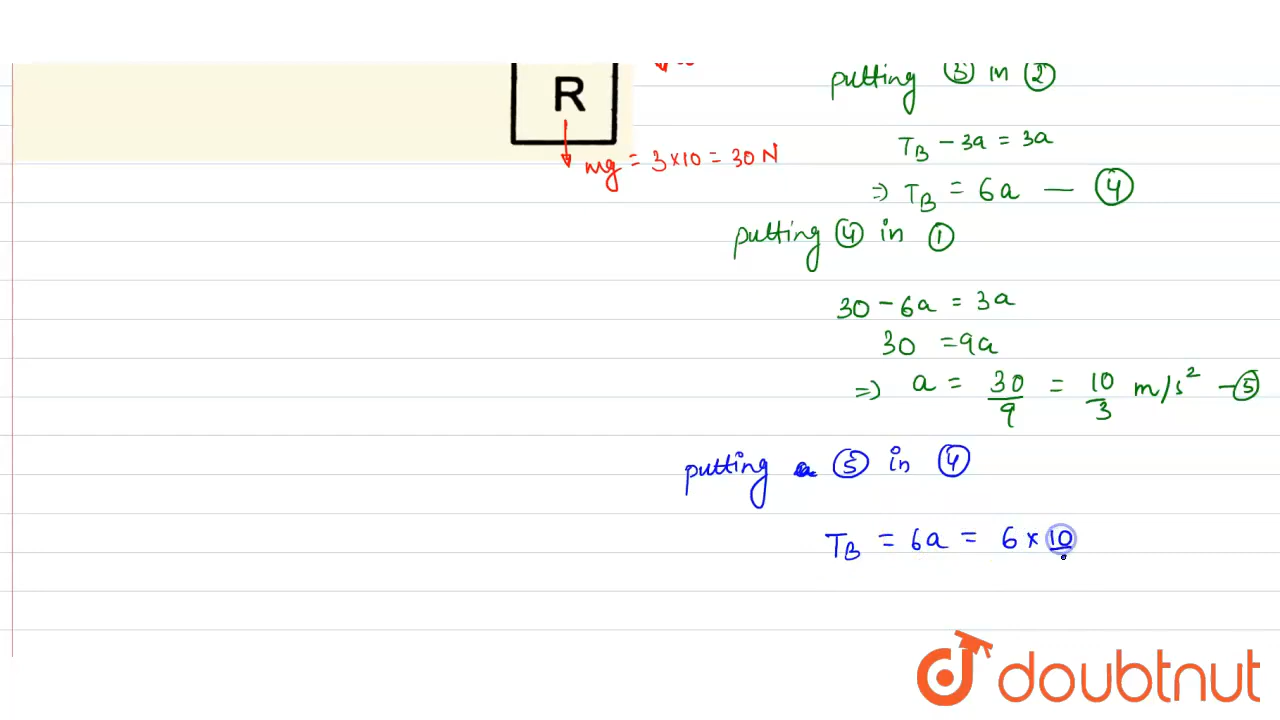 R
mg = 3×10 = 30 N
putting ③ in ②
T_B − 3a = 3a
⇒ T_B = 6a — ④
putting ④ in ①
30 − 6a = 3a
30 = 9a
⇒ a = 30/9 = 10/3 m/s² − ⑤
putting ⑤ in ④
T_B = 6a = 6 × 10
doubtnut